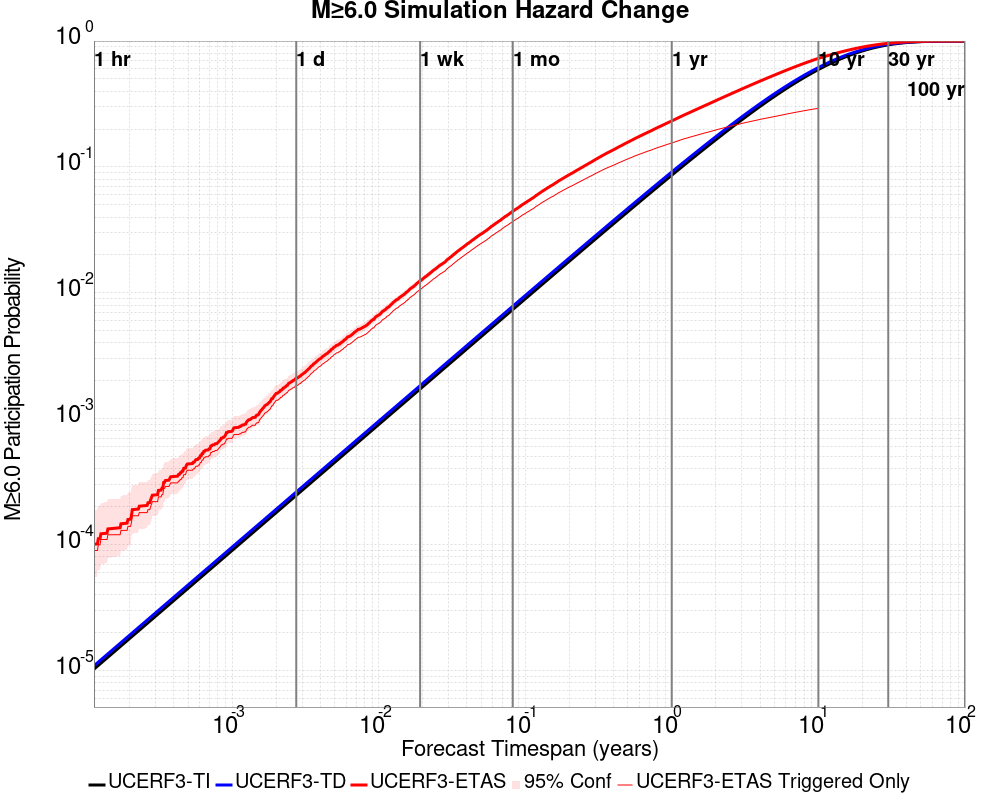 M≥6.0 Simulation Hazard Change
1 hr
1 d
1 wk
1 mo
1 yr
10 yr
30 yr
100 yr
10^0
10^-1
10^-2
10^-3
10^-4
10^-5
M≥6.0 Participation Probability
10^-3 10^-2 10^-1 10^0 10^1 10^2
Forecast Timespan (years)
UCERF3-TI UCERF3-TD UCERF3-ETAS 95% Conf UCERF3-ETAS Triggered Only